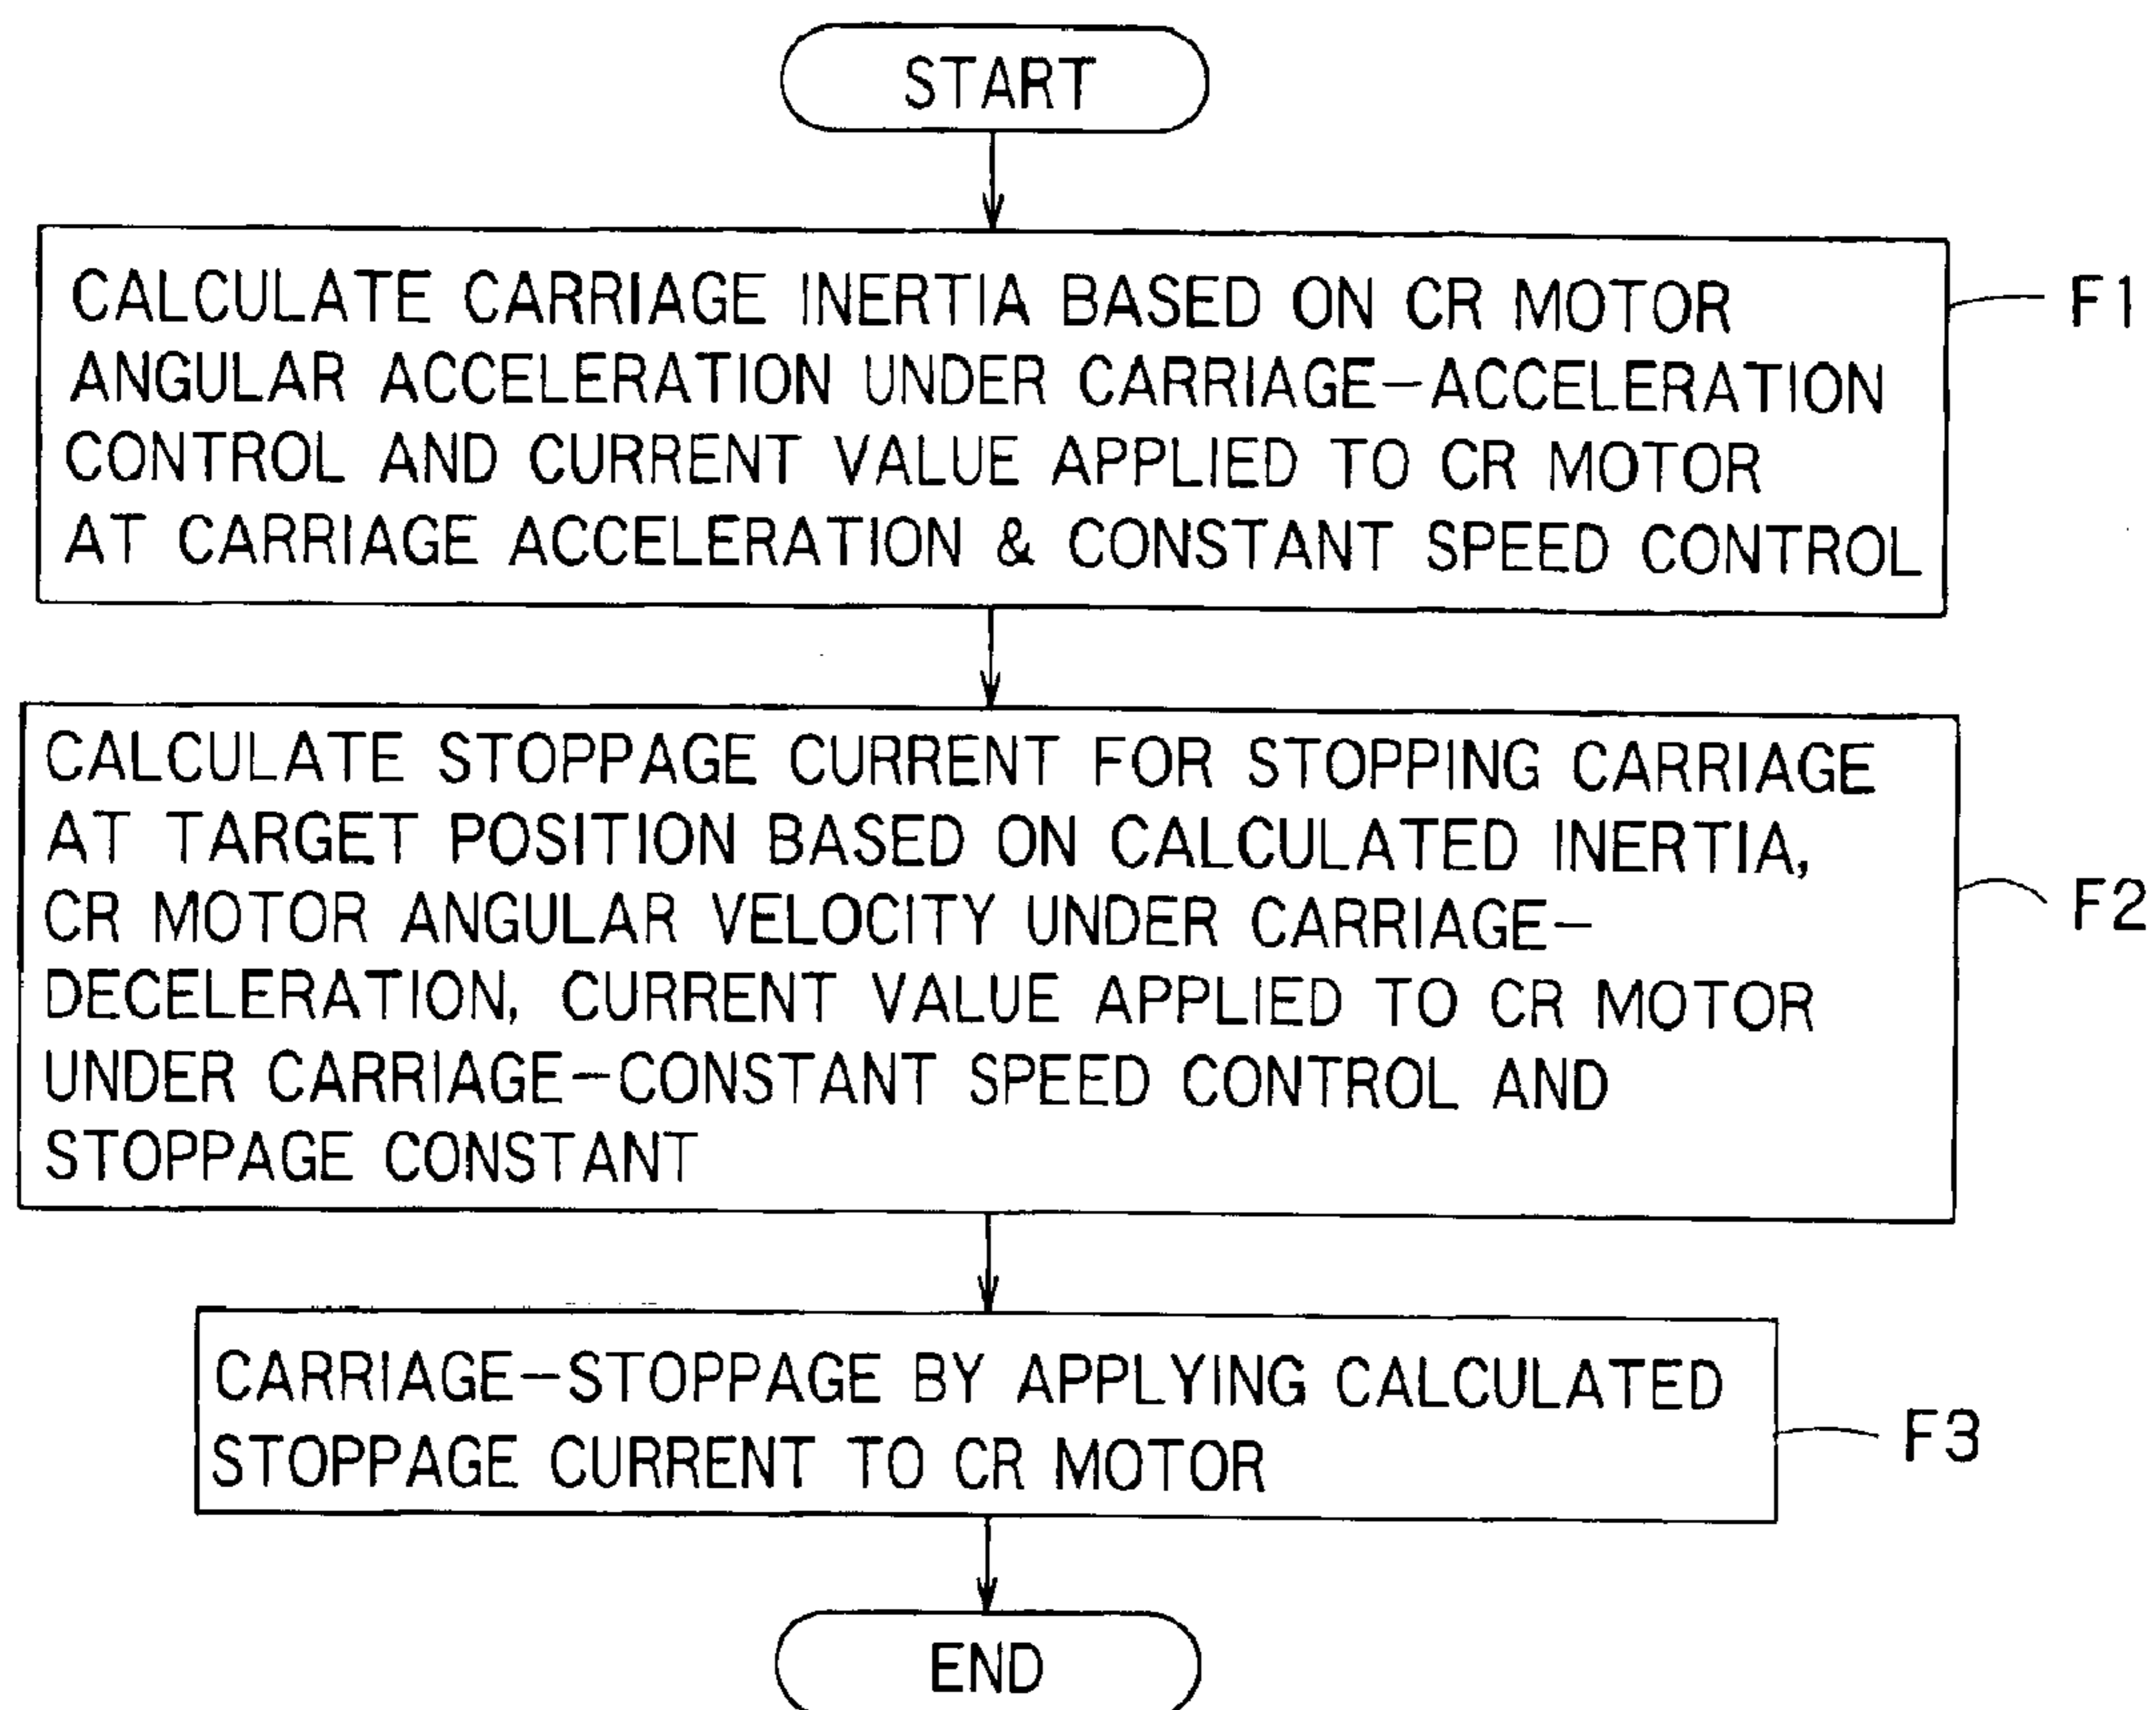 START
CALCULATE CARRIAGE INERTIA BASED ON CR MOTOR
ANGULAR ACCELERATION UNDER CARRIAGE-ACCELERATION
CONTROL AND CURRENT VALUE APPLIED TO CR MOTOR
AT CARRIAGE ACCELERATION & CONSTANT SPEED CONTROL
F1
CALCULATE STOPPAGE CURRENT FOR STOPPING CARRIAGE
AT TARGET POSITION BASED ON CALCULATED INERTIA,
CR MOTOR ANGULAR VELOCITY UNDER CARRIAGE-
DECELERATION, CURRENT VALUE APPLIED TO CR MOTOR
UNDER CARRIAGE-CONSTANT SPEED CONTROL AND
STOPPAGE CONSTANT
F2
CARRIAGE-STOPPAGE BY APPLYING CALCULATED
STOPPAGE CURRENT TO CR MOTOR
F3
END